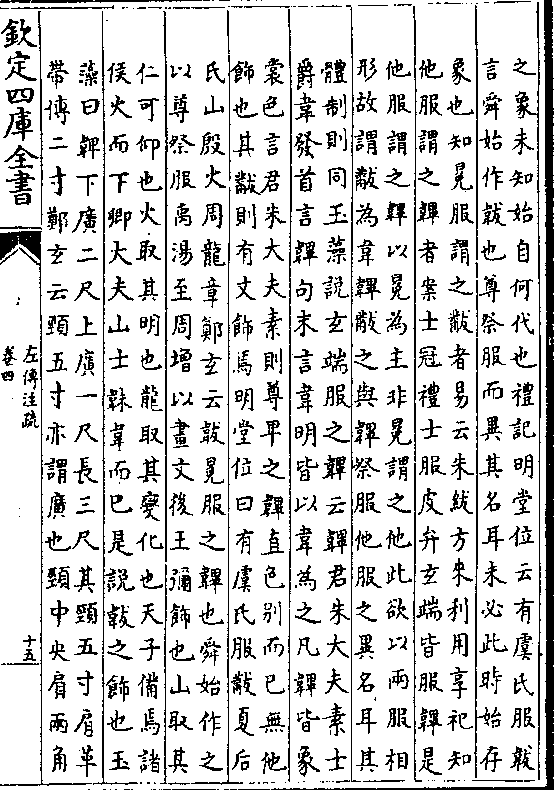 之象未知始自何代也禮記明堂位云有虞氏服韍
言舜始作韍也尊祭服而異其名耳未必此時始存
象也知冕服謂之黻者易云朱紱方來利用享祀知
他服謂之韠者案士冠禮士服皮弁玄端皆服韠是
他服謂之韠以冕為主非冕謂之他此欲以兩服相
形故謂黻為韋韠黻之與韠祭服他服之異名耳其
體制則同玉藻說玄端服之韠云韠君朱大夫素士
爵韋發首言韠句末言韋明皆以韋為之凡韠皆象
裳色言君朱大夫素則尊卑之韠直色別而已無他
飾也其黻則有文飾焉明堂位曰有虞氏服黻夏后
氏山殷火周龍章鄭玄云韍冕服之韠也舜始作之
以尊祭服禹湯至周增以畫文後王彌飾也山取其
仁可仰也火取其明也龍取其變化也天子備焉諸
侯火而下卿大夫山士韎韋而已是說韍之飾也玉
藻曰韠下廣二尺上廣一尺長三尺其頸五寸肩革
帶博二寸鄭玄云頸五寸亦謂廣也頸中央肩兩角
欽定四庫全書
左傳注疏
卷四
十五